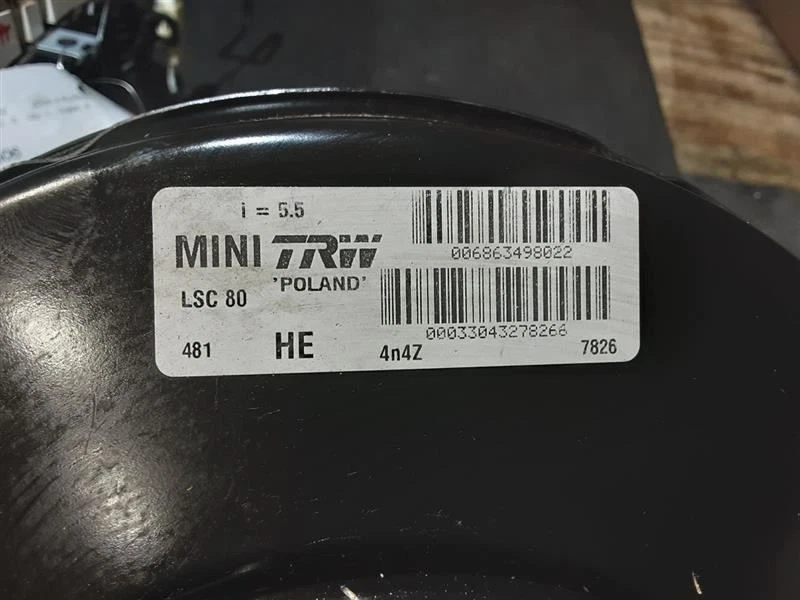 i = 5.5
MINI TRW
'POLAND'
LSC 80
006863498022
00033043278266
481 HE 4n4Z 7826